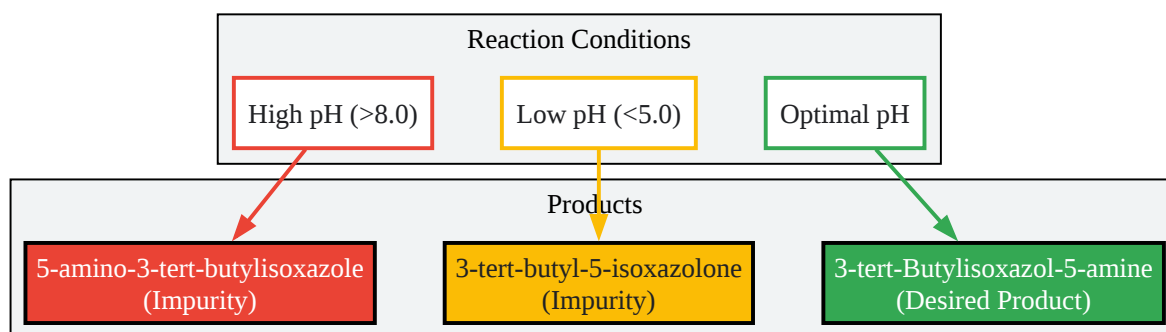 Reaction Conditions
High pH (>8.0)
Low pH (<5.0)
Optimal pH
Products
5-amino-3-tert-butylisoxazole
(Impurity)
3-tert-butyl-5-isoxazolone
(Impurity)
3-tert-Butylisoxazol-5-amine
(Desired Product)